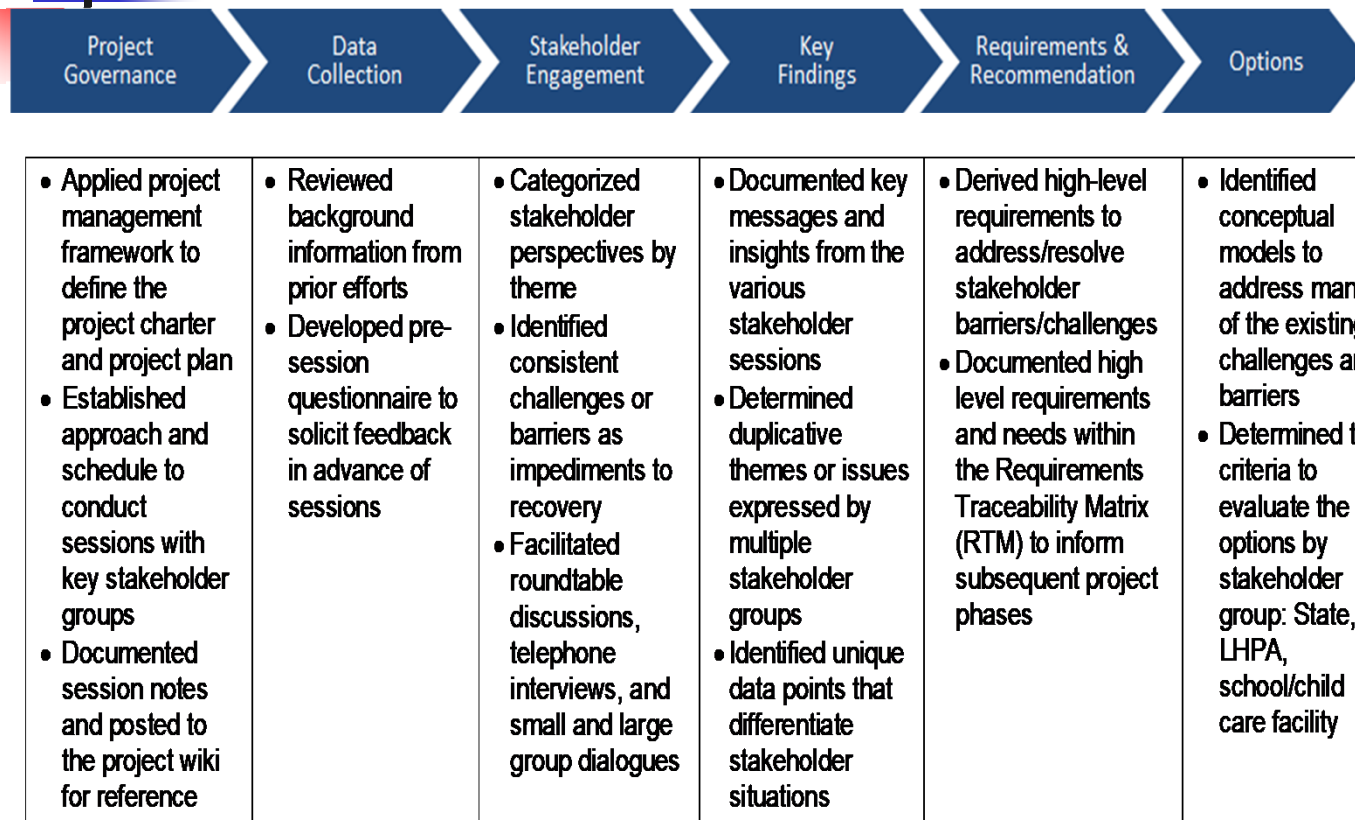 Project
Governance
Data
Collection
Stakeholder
Engagement
Key
Findings
Requirements &
Recommendation
Options
• Applied project
management
framework to
define the
project charter
and project plan
• Established
approach and
schedule to
conduct
sessions with
key stakeholder
groups
• Documented
session notes
and posted to
the project wiki
for reference
• Reviewed
background
information from
prior efforts
• Developed pre-
session
questionnaire to
solicit feedback
in advance of
sessions
• Categorized
stakeholder
perspectives by
theme
• Identified
consistent
challenges or
barriers as
impediments to
recovery
• Facilitated
roundtable
discussions,
telephone
interviews, and
small and large
group dialogues
• Documented key
messages and
insights from the
various
stakeholder
sessions
• Determined
duplicative
themes or issues
expressed by
multiple
stakeholder
groups
• Identified unique
data points that
differentiate
stakeholder
situations
• Derived high-level
requirements to
address/resolve
stakeholder
barriers/challenges
• Documented high
level requirements
and needs within
the Requirements
Traceability Matrix
(RTM) to inform
subsequent project
phases
• Identified
conceptual
models to
address
of the
challenges
barriers
• Determined
criteria to
evaluate the
options by
stakeholder
group: State,
LHPA,
school/child
care facility